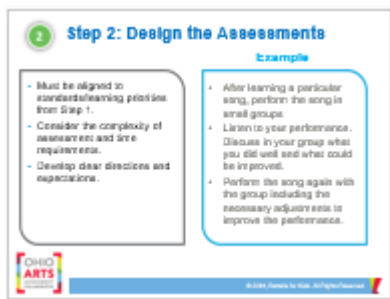 2
Step 2: Design the Assessments
Example
- Must be aligned to
standards/learning priorities
from Step 1.
- Consider the complexity of
assessment and time
requirements.
- Develop clear directions and
expectations.
• After learning a particular
song, perform the song in
small groups.
• Listen to your performance.
Discuss in your group what
you did well and what could
be improved.
• Perform the song again with
the group including the
necessary adjustments to
improve the performance.
OHIO
ARTS
All Rights Reserved